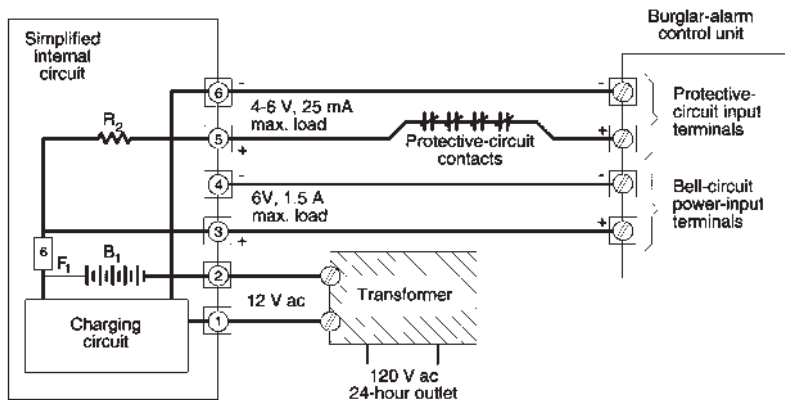 Burglar-alarm
control unit
Simplified
internal
circuit
6
-
-
4-6 V, 25 mA
max. load
Protective-
circuit input
terminals
R2
5
+
+
Protective-circuit
contacts
4
-
-
6V, 1.5 A
max. load
Bell-circuit
power-input
terminals
3
+
+
6
F1
B1
2
12 V ac
Transformer
1
Charging
circuit
120 V ac
24-hour outlet